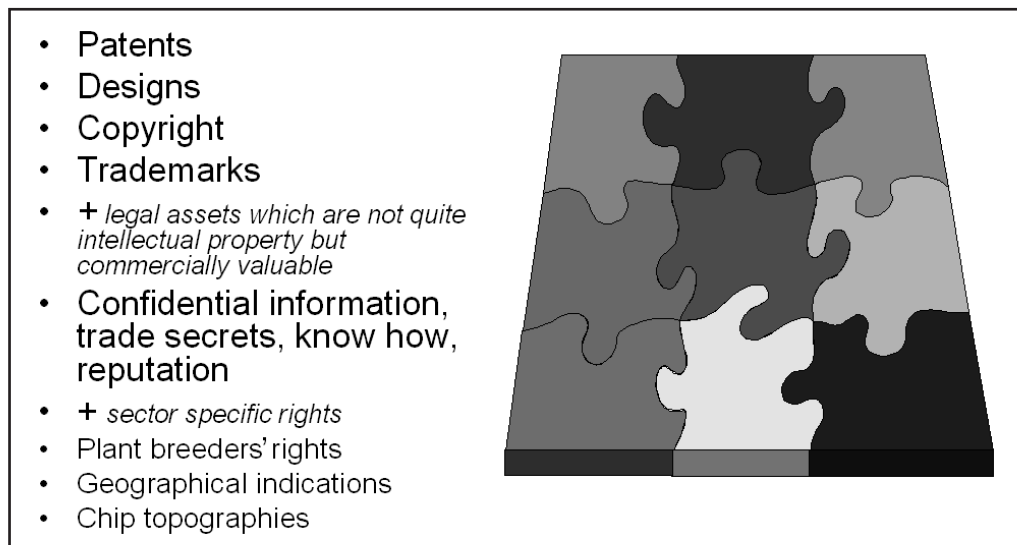 • Patents
• Designs
• Copyright
• Trademarks
• + legal assets which are not quite
intellectual property but
commercially valuable
• Confidential information,
trade secrets, know how,
reputation
• + sector specific rights
• Plant breeders’ rights
• Geographical indications
• Chip topographies